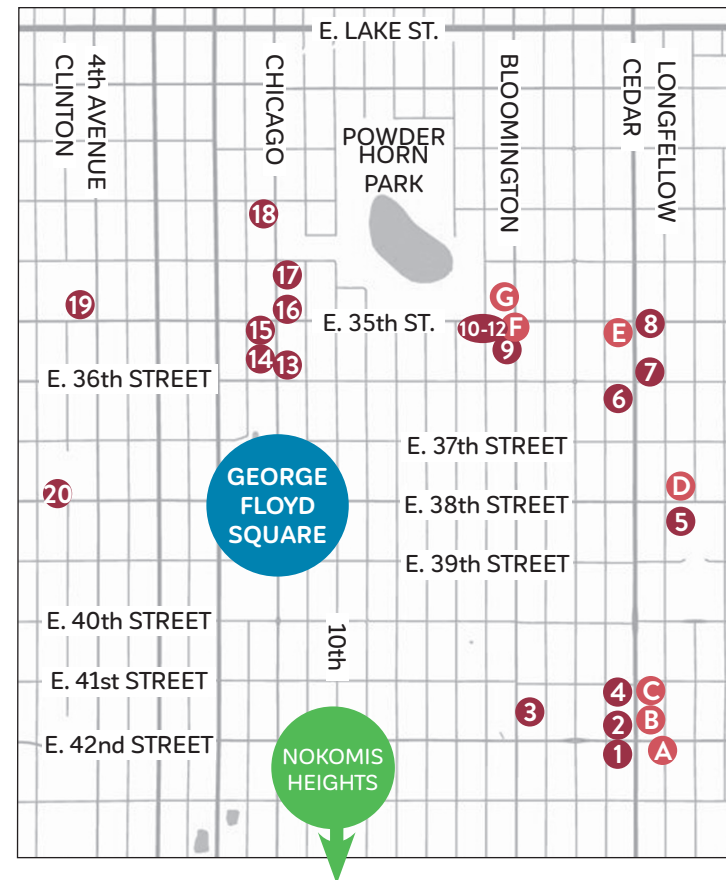 E. LAKE ST.
CLINTON
4th AVENUE
CHICAGO
POWDER
HORN
PARK
BLOOMINGTON
CEDAR
LONGFELLOW
18
17
19
16
G
E. 35th ST.
15
10-12
F
E
8
14
13
9
E. 36th STREET
7
6
E. 37th STREET
GEORGE
FLOYD
SQUARE
20
E. 38th STREET
D
5
E. 39th STREET
E. 40th STREET
10th
E. 41st STREET
4
C
3
2
B
E. 42nd STREET
1
A
NOKOMIS
HEIGHTS